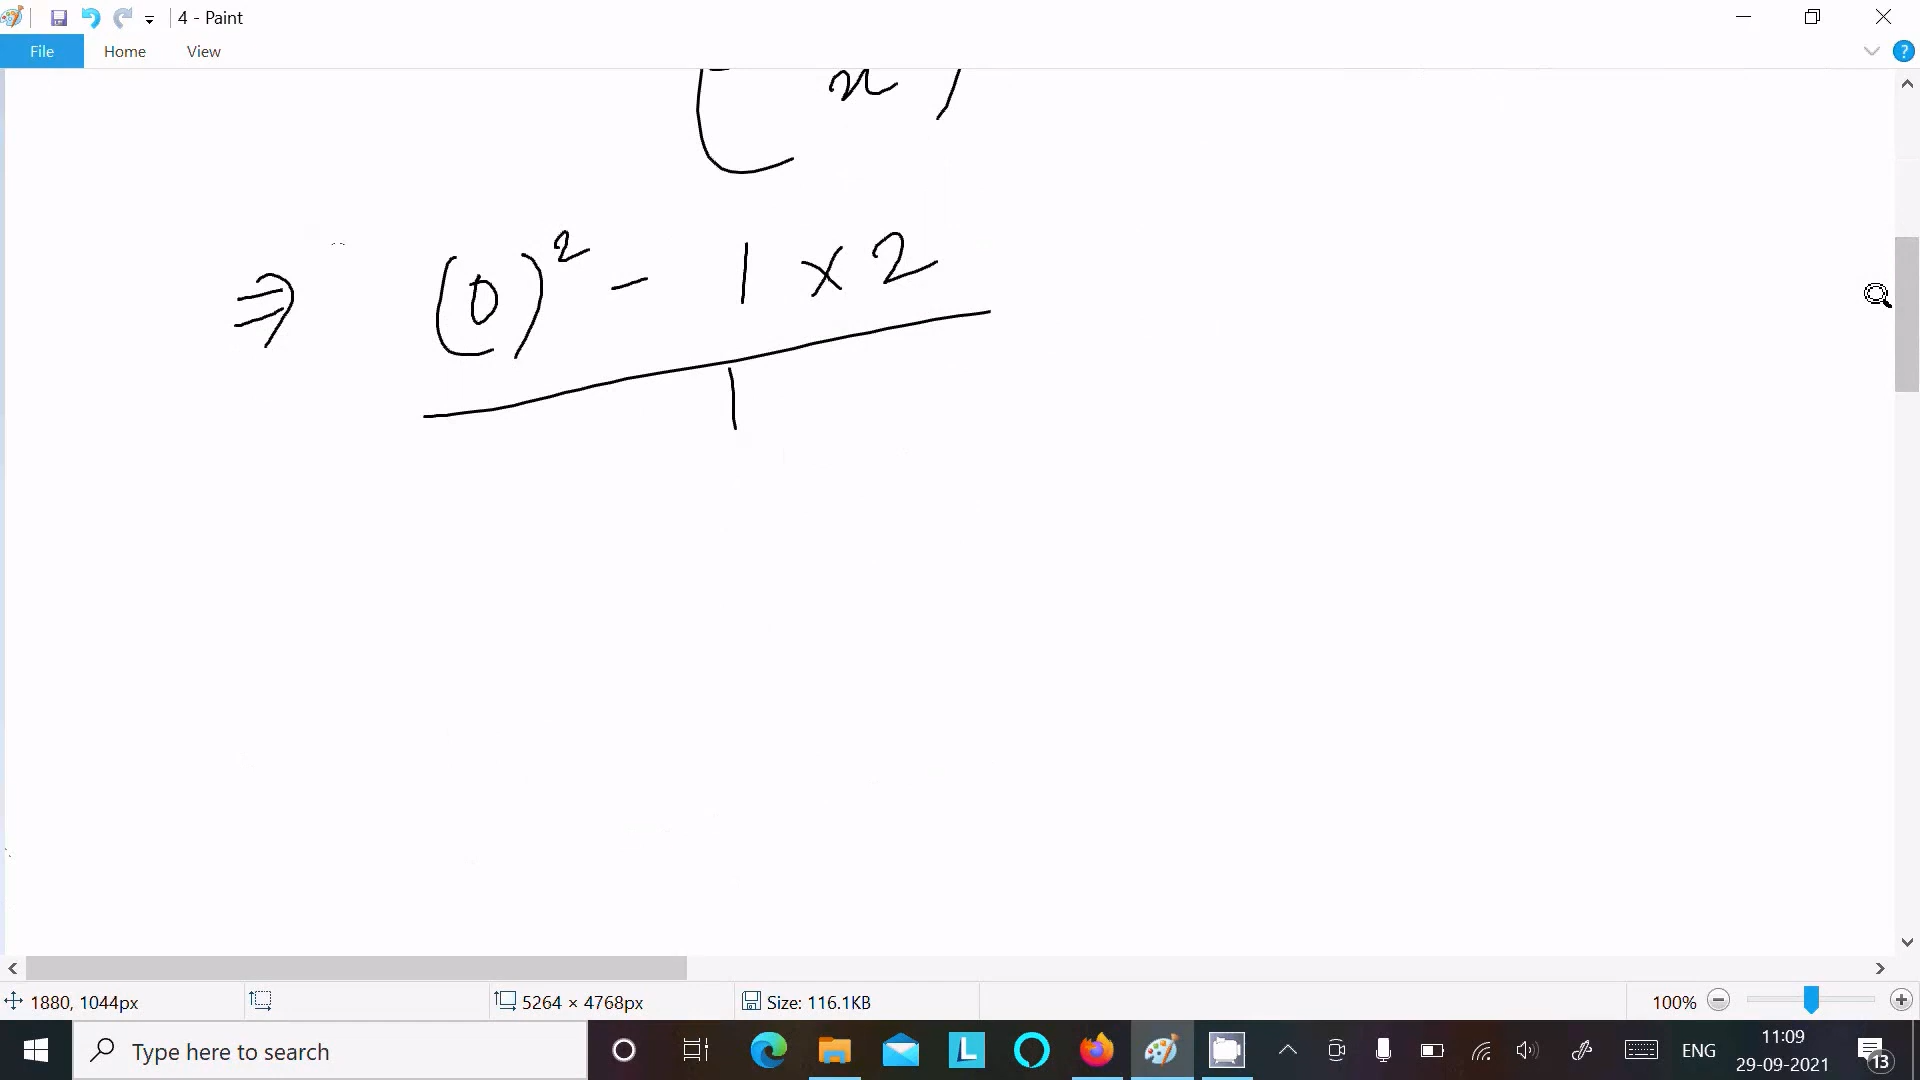 4 - Paint
File Home View
x )
⇒ (0)² - 1 × 2
1
1880, 1044px 5264 × 4768px Size: 116.1KB 100%
Type here to search L ENG 11:09
29-09-2021 13